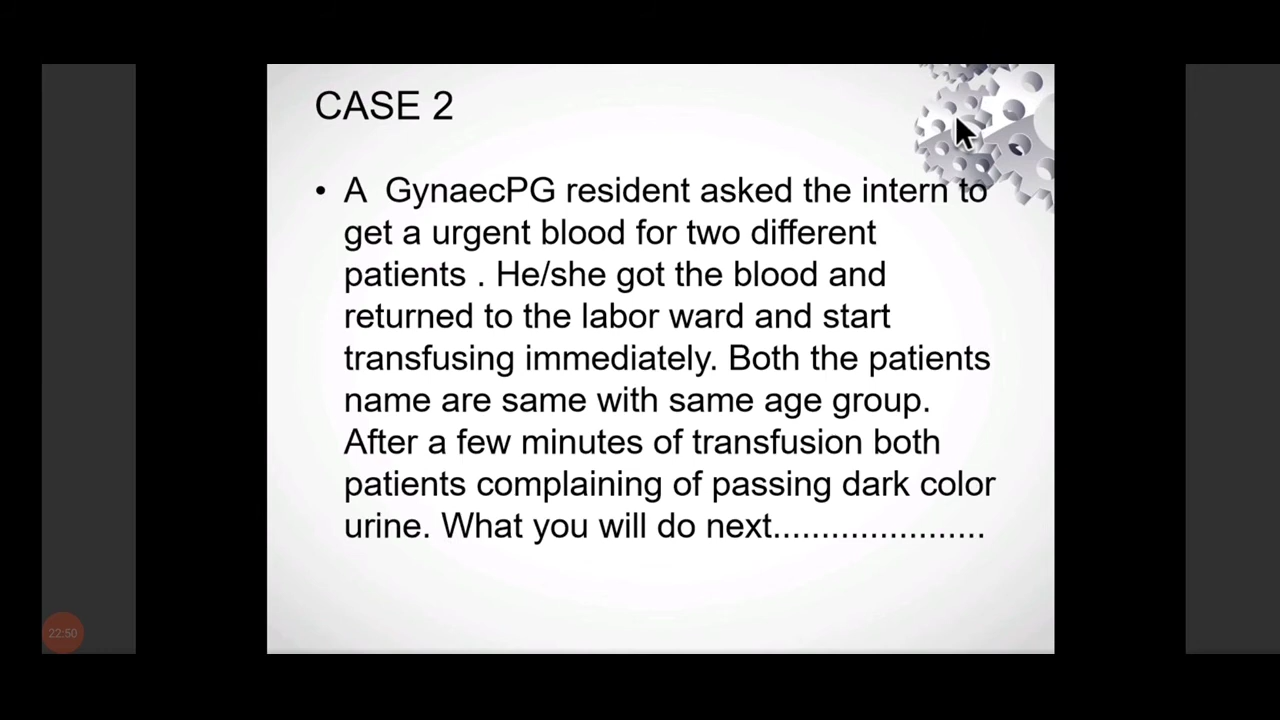 CASE 2
• A GynaecPG resident asked the intern to
get a urgent blood for two different
patients . He/she got the blood and
returned to the labor ward and start
transfusing immediately. Both the patients
name are same with same age group.
After a few minutes of transfusion both
patients complaining of passing dark color
urine. What you will do next......................
22:50